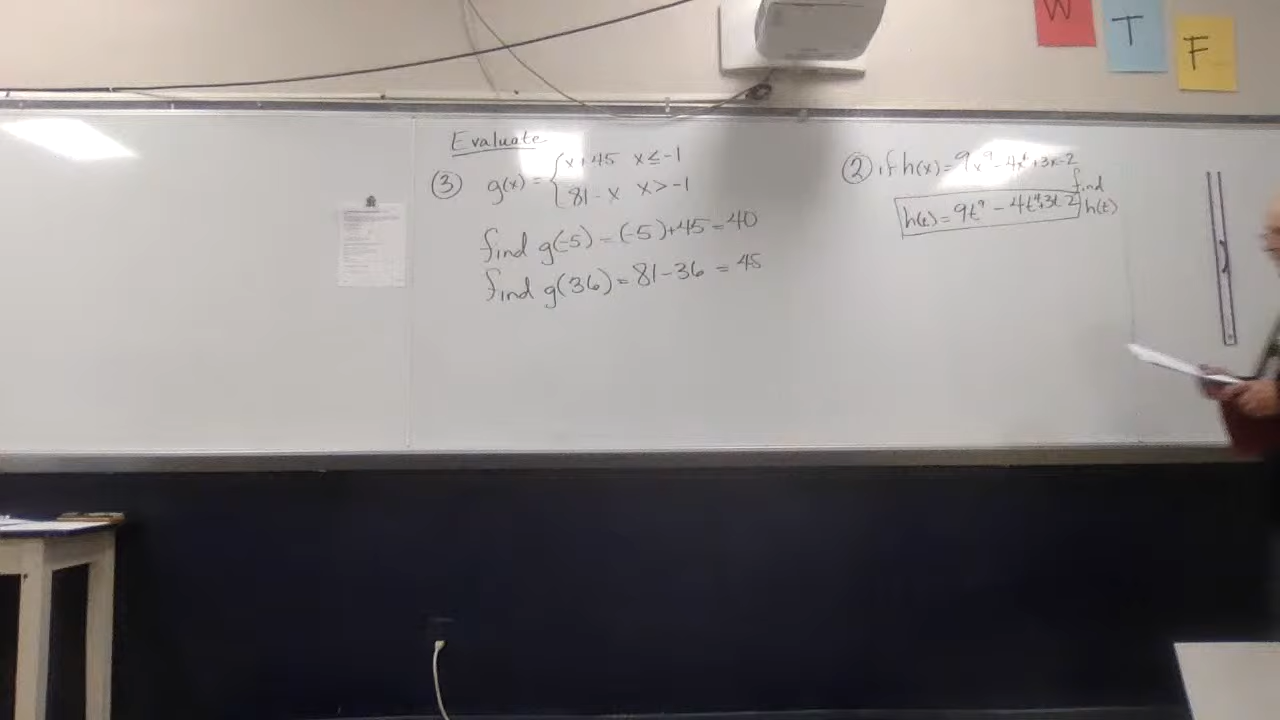 W
T
F
Evaluate
③ g(x) = { x+45 x ≤ -1
81 - x x > -1
find g(-5) = (-5)+45 = 40
find g(36) = 81-36 = 45
② if h(x) = 9x⁹ - 4x⁴ + 3x - 2
find
h(t)
h(t) = 9t⁹ - 4t⁴+3t-2